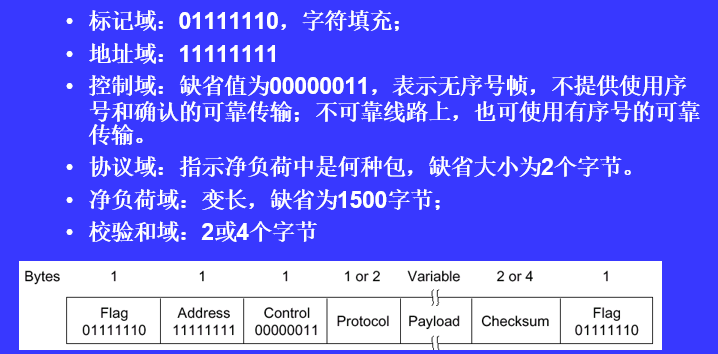 • 标记域：01111110，字符填充；
• 地址域：11111111
• 控制域：缺省值为00000011，表示无序号帧，不提供使用序
号和确认的可靠传输；不可靠线路上，也可使用有序号的可靠
传输。
• 协议域：指示净负荷中是何种包，缺省大小为2个字节。
• 净负荷域：变长，缺省为1500字节；
• 校验和域：2或4个字节
Bytes 1 1 1 1 or 2 Variable 2 or 4 1
Flag Address Control Protocol Payload Checksum Flag
01111110 11111111 00000011 01111110